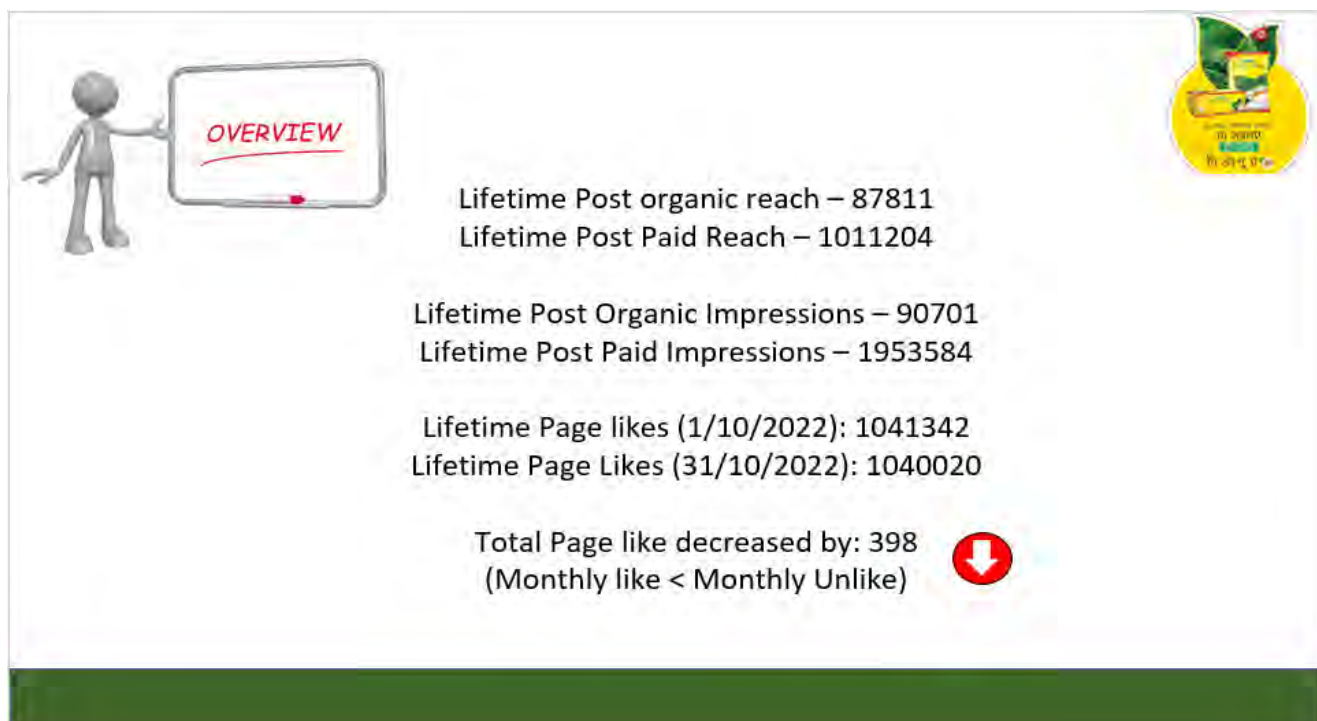 OVERVIEW
Lifetime Post organic reach – 87811
Lifetime Post Paid Reach – 1011204
Lifetime Post Organic Impressions – 90701
Lifetime Post Paid Impressions – 1953584
Lifetime Page likes (1/10/2022): 1041342
Lifetime Page Likes (31/10/2022): 1040020
Total Page like decreased by: 398
(Monthly like < Monthly Unlike)